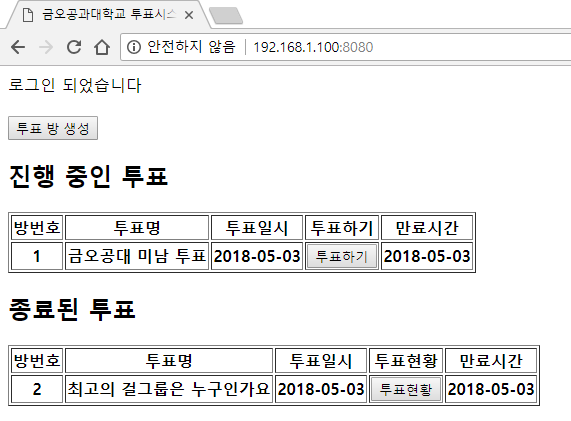 금오공과대학교 투표시스
안전하지 않음 192.168.1.100:8080
로그인 되었습니다
투표 방 생성
진행 중인 투표
방번호 투표명 투표일시 투표하기 만료시간
1 금오공대 미남 투표 2018-05-03 투표하기 2018-05-03
종료된 투표
방번호 투표명 투표일시 투표현황 만료시간
2 최고의 걸그룹은 누구인가요 2018-05-03 투표현황 2018-05-03